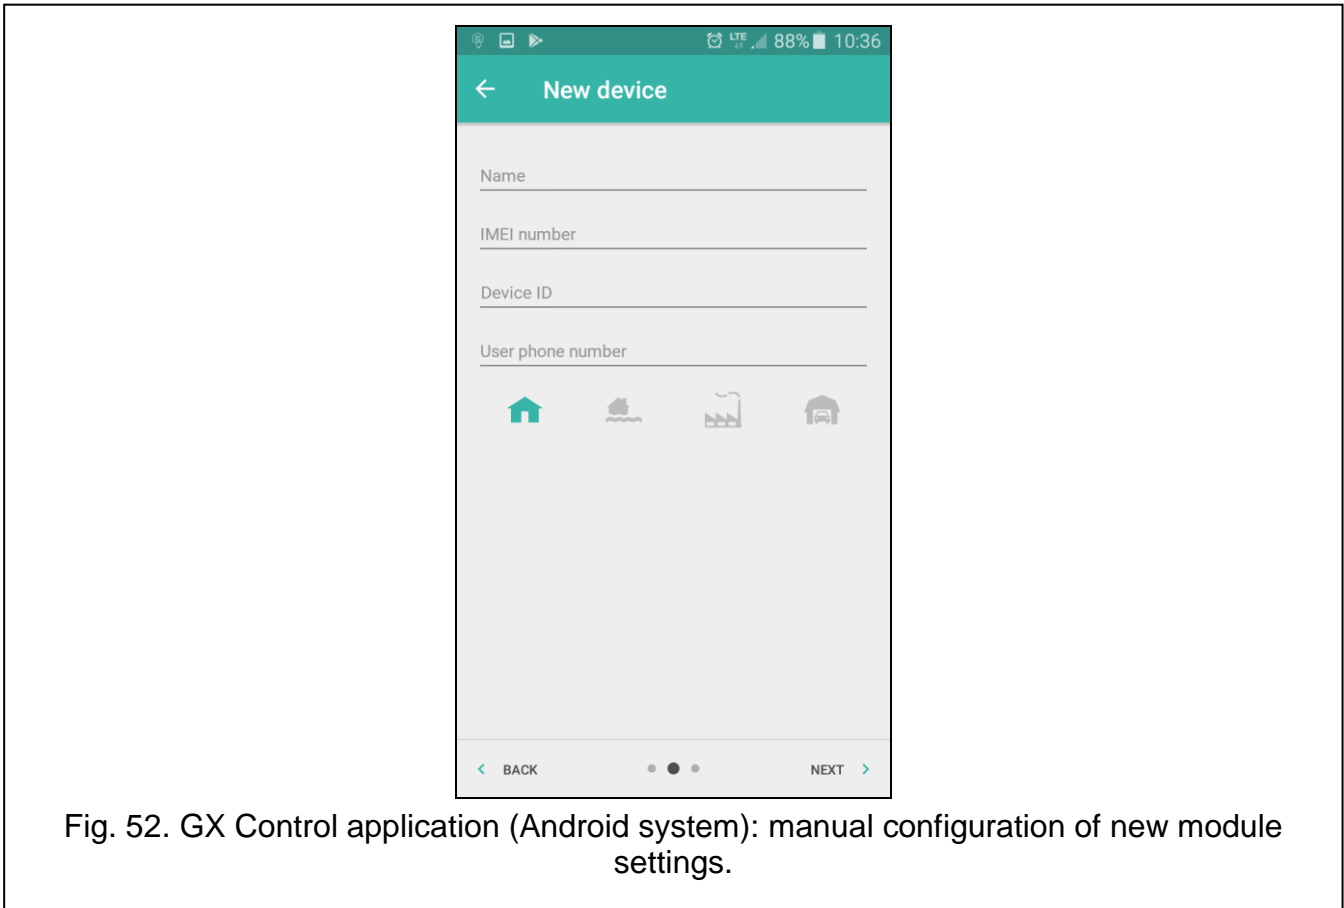 LTE 88% 10:36
New device
Name
IMEI number
Device ID
User phone number
BACK NEXT
Fig. 52. GX Control application (Android system): manual configuration of new module
settings.